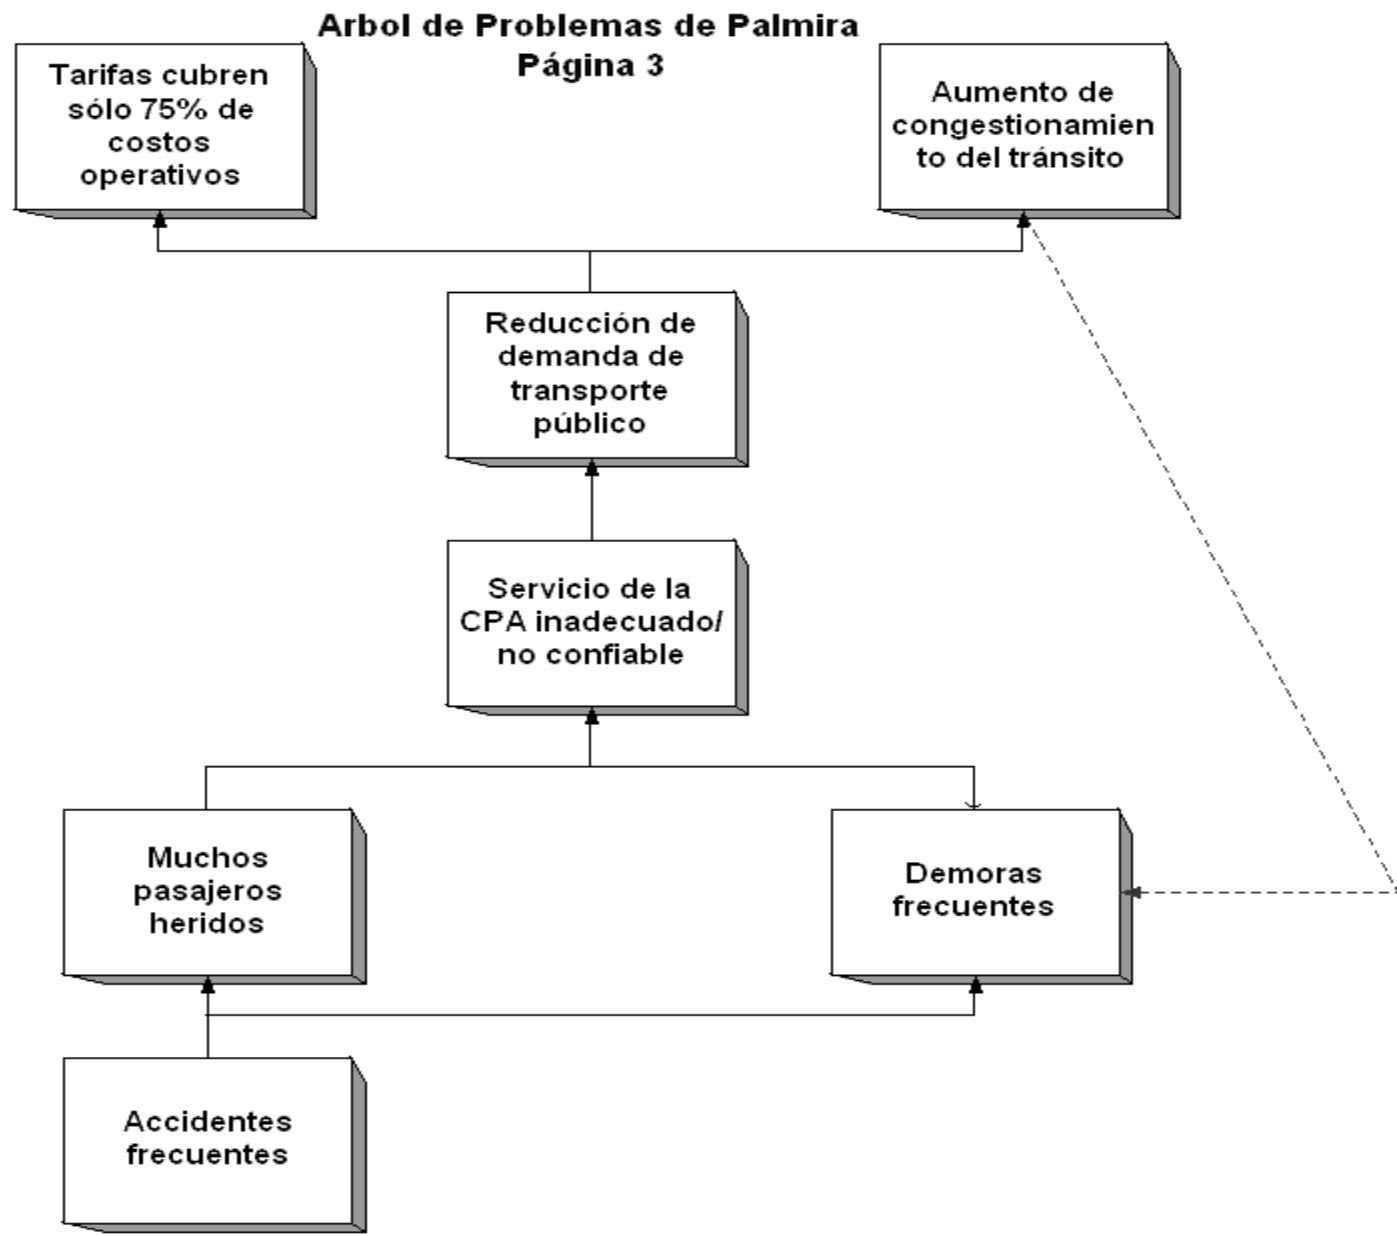 Arbol de Problemas de Palmira
Página 3
Tarifas cubren
sólo 75% de
costos
operativos
Aumento de
congestionamien
to del tránsito
Reducción de
demanda de
transporte
público
Servicio de la
CPA inadecuado/
no confiable
Muchos
pasajeros
heridos
Demoras
frecuentes
Accidentes
frecuentes